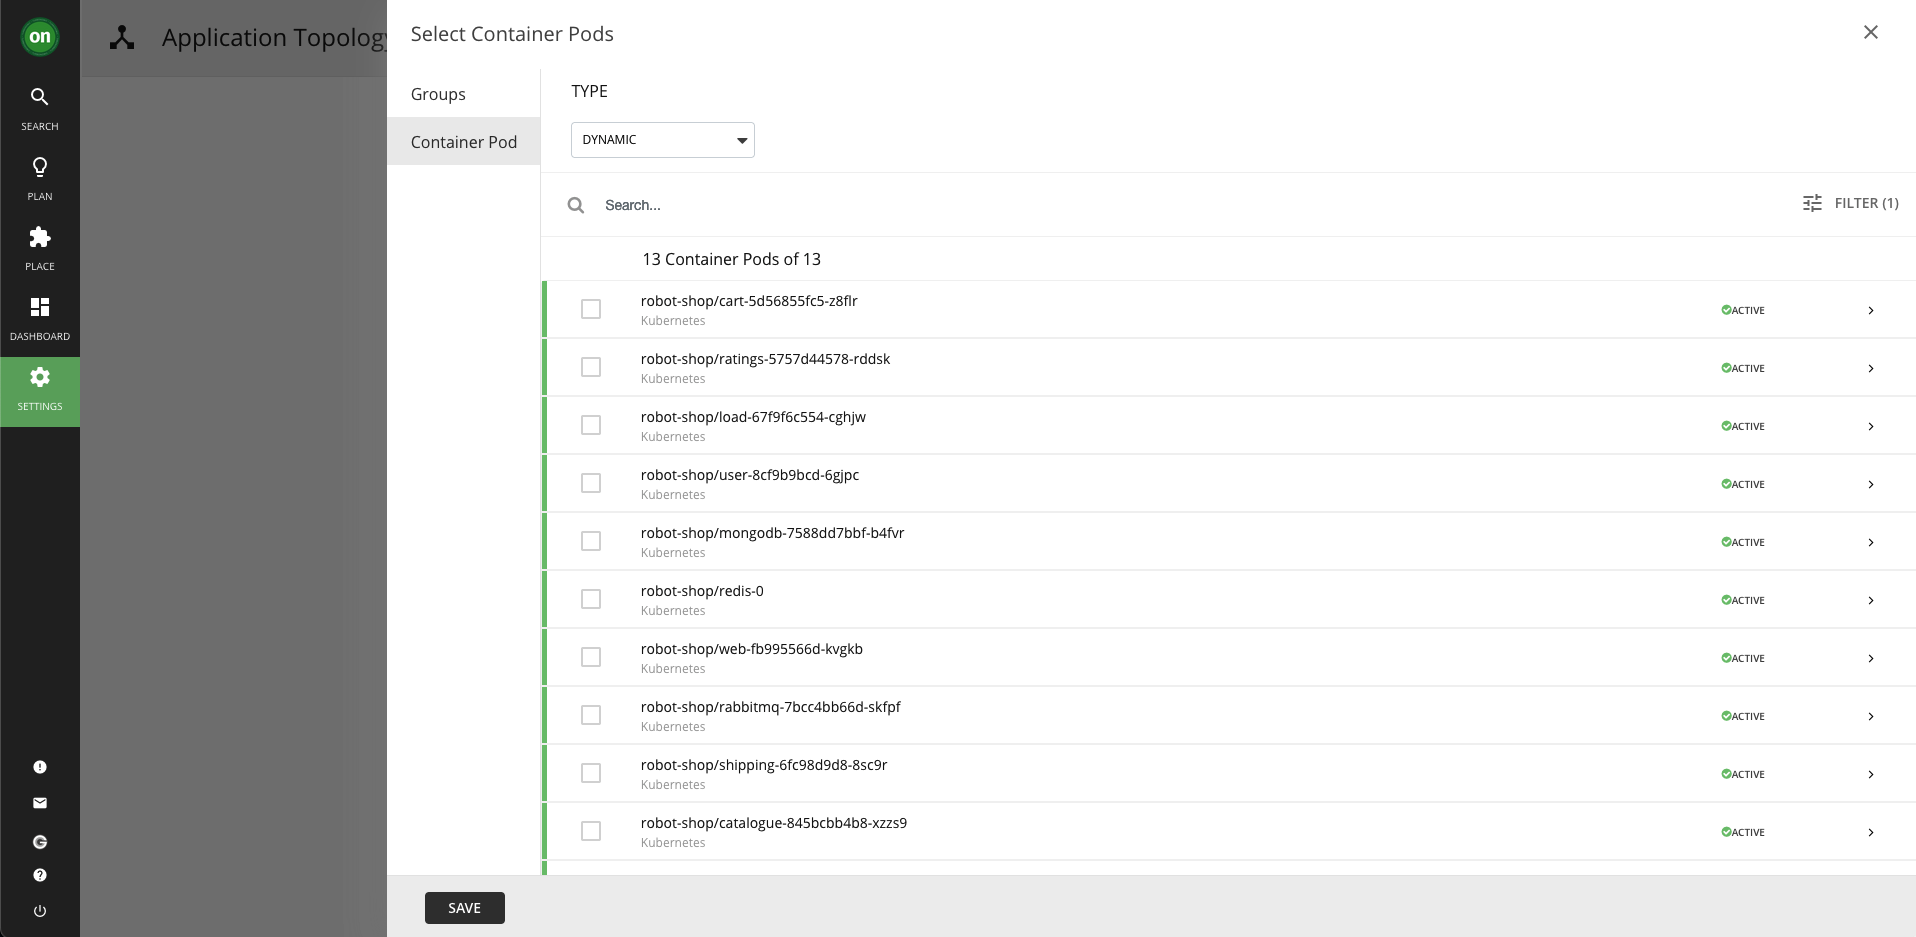 on
Application Topology
SEARCH
PLAN
PLACE
DASHBOARD
SETTINGS
Select Container Pods
Groups
Container Pod
TYPE
DYNAMIC
Search...
FILTER (1)
13 Container Pods of 13
robot-shop/cart-5d56855fc5-z8flr
Kubernetes
ACTIVE
robot-shop/ratings-5757d44578-rddsk
Kubernetes
ACTIVE
robot-shop/load-67f9f6c554-cghjw
Kubernetes
ACTIVE
robot-shop/user-8cf9b9bcd-6gjpc
Kubernetes
ACTIVE
robot-shop/mongodb-7588dd7bbf-b4fvr
Kubernetes
ACTIVE
robot-shop/redis-0
Kubernetes
ACTIVE
robot-shop/web-fb995566d-kvgkb
Kubernetes
ACTIVE
robot-shop/rabbitmq-7bcc4bb66d-skfpf
Kubernetes
ACTIVE
robot-shop/shipping-6fc98d9d8-8sc9r
Kubernetes
ACTIVE
robot-shop/catalogue-845bcbb4b8-xzzs9
Kubernetes
ACTIVE
SAVE